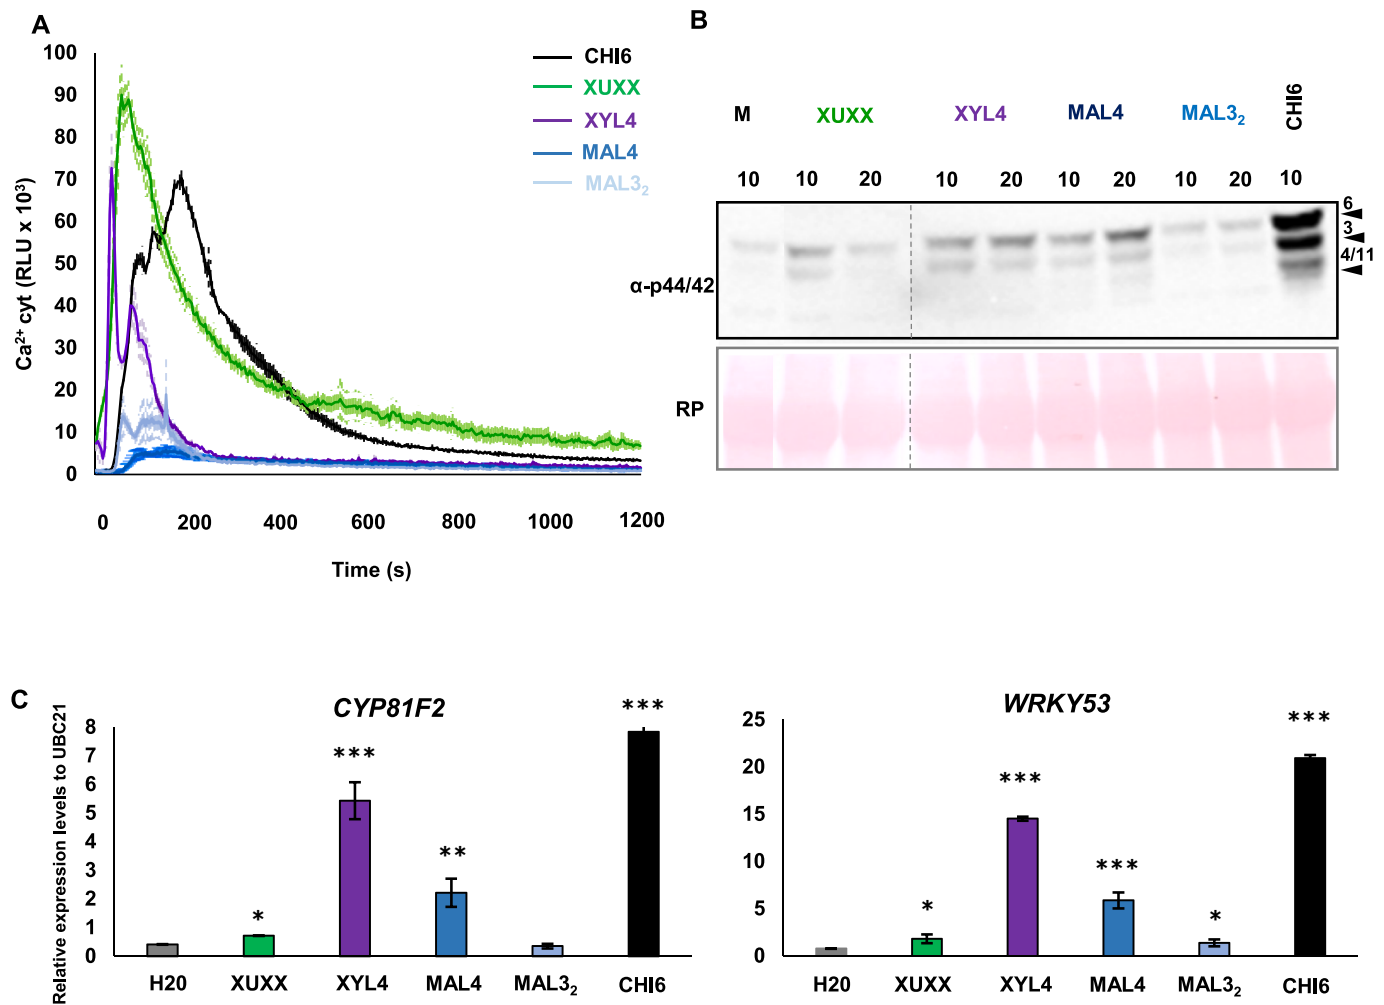 A
100
90
80
70
60
50
40
30
20
10
0
Ca²⁺ cyt (RLU x 10³)
0 200 400 600 800 1000 1200
Time (s)
CHI6
XUXX
XYL4
MAL4
MAL3₂
B
M XUXX XYL4 MAL4 MAL3₂ CHI6
10 10 20 10 20 10 20 10 20 10
6
3
4/11
α-p44/42
RP
C
CYP81F2
Relative expression levels to UBC21
8
7
6
5
4
3
2
1
0
* *** ** ***
H20 XUXX XYL4 MAL4 MAL3₂ CHI6
WRKY53
25
20
15
10
5
0
* *** *** * ***
H20 XUXX XYL4 MAL4 MAL3₂ CHI6